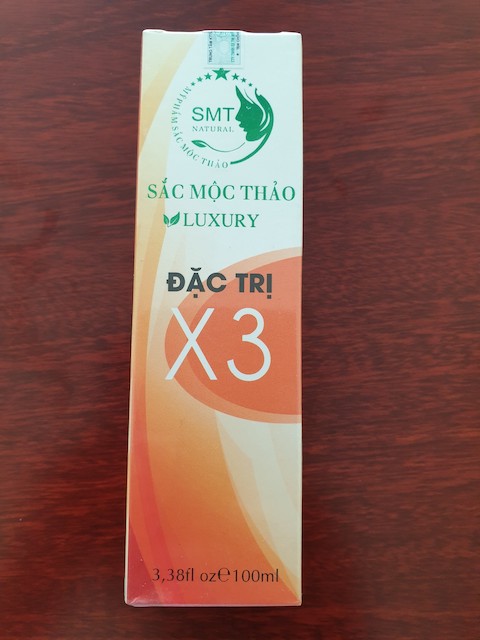 SMT
NATURAL
MỸ PHẨM SẮC MỘC THẢO
SẮC MỘC THẢO
LUXURY
ĐẶC TRỊ
X3
3,38fl oz℮100ml